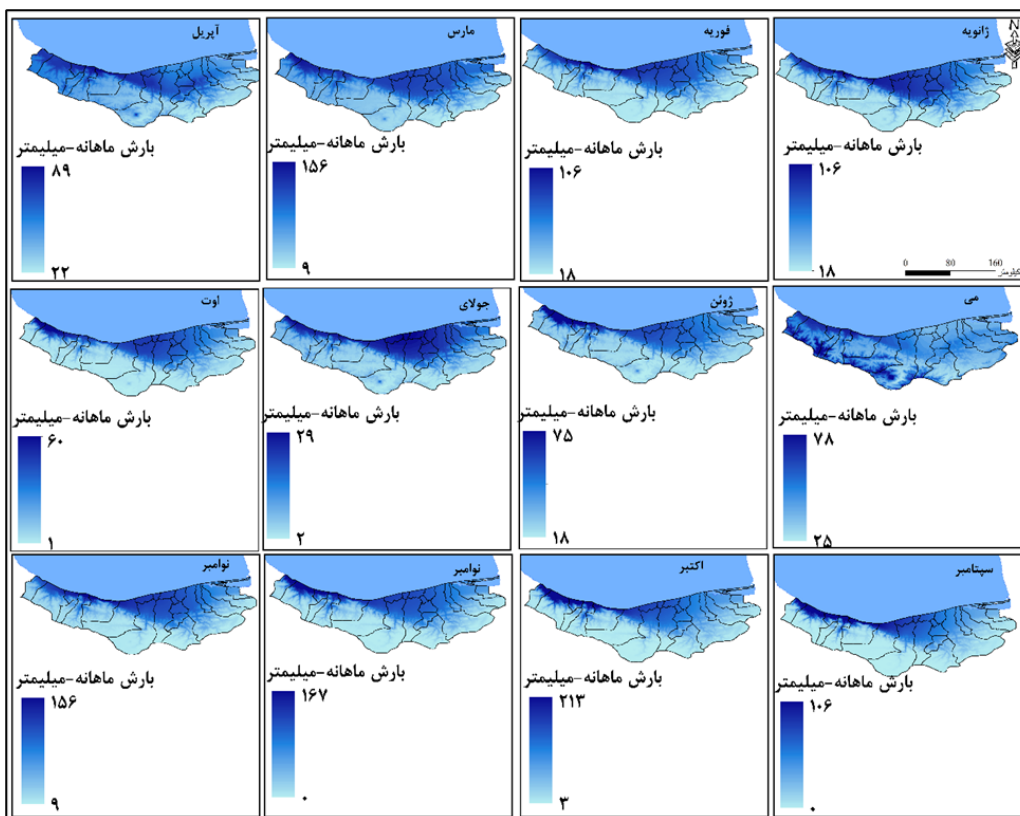 ژانویه
N
بارش ماهانه-میلیمتر
۱۰۶
۱۸
0 80 160
کیلومتر
فوریه
بارش ماهانه-میلیمتر
۱۰۶
۱۸
مارس
بارش ماهانه-میلیمتر
۱۵۶
۹
آپریل
بارش ماهانه-میلیمتر
۸۹
۲۲
می
بارش ماهانه-میلیمتر
۷۸
۲۵
ژوئن
بارش ماهانه-میلیمتر
۷۵
۱۸
جولای
بارش ماهانه-میلیمتر
۲۹
۲
اوت
بارش ماهانه-میلیمتر
۶۰
۱
سپتامبر
بارش ماهانه-میلیمتر
۱۰۶
۰
اکتبر
بارش ماهانه-میلیمتر
۲۱۳
۳
نوامبر
بارش ماهانه-میلیمتر
۱۶۷
۰
نوامبر
بارش ماهانه-میلیمتر
۱۵۶
۹